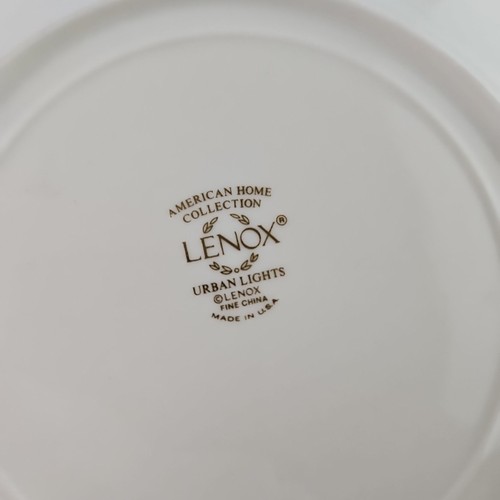 AMERICAN HOME
COLLECTION
LENOX®
URBAN LIGHTS
©LENOX
FINE CHINA
MADE IN U.S.A